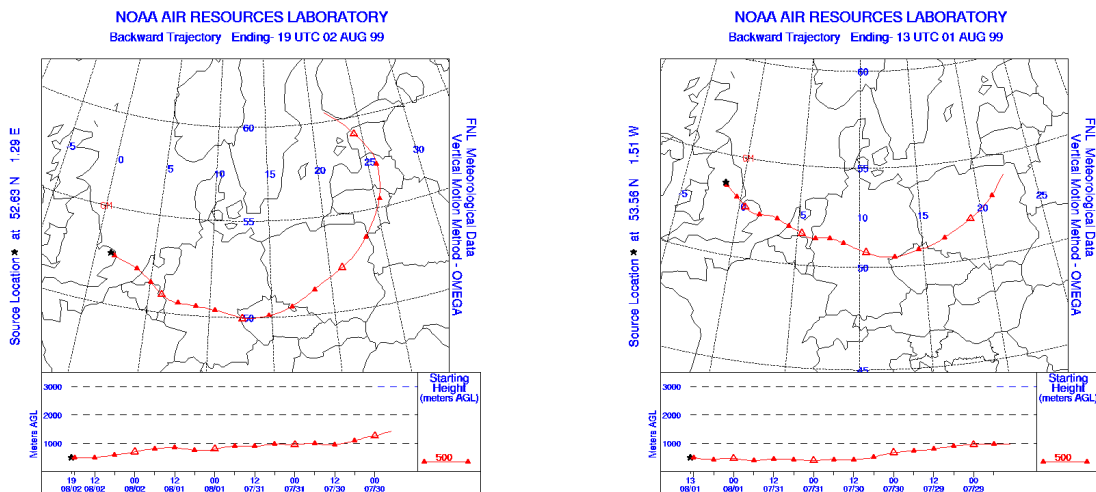 NOAA AIR RESOURCES LABORATORY
Backward Trajectory Ending- 19 UTC 02 AUG 99
Source Location ★ at 52.63 N 1.29 E
FNL Meteorological Data
Vertical Motion Method - OMEGA
-5 0 5 10 15 20 25 30
60
55
50
GM
Meters AGL
3000
2000
1000
Starting
Height
(meters AGL)
500
19 12 00 12 00 12 00 12 00
08/02 08/02 08/02 08/01 08/01 07/31 07/31 07/30 07/30
NOAA AIR RESOURCES LABORATORY
Backward Trajectory Ending- 13 UTC 01 AUG 99
Source Location ★ at 53.56 N 1.51 W
FNL Meteorological Data
Vertical Motion Method - OMEGA
-5 0 5 10 15 20 25
60
55
50
45
GM
Meters AGL
3000
2000
1000
Starting
Height
(meters AGL)
500
13 00 12 00 12 00 12 00
08/01 08/01 07/31 07/31 07/30 07/30 07/29 07/29